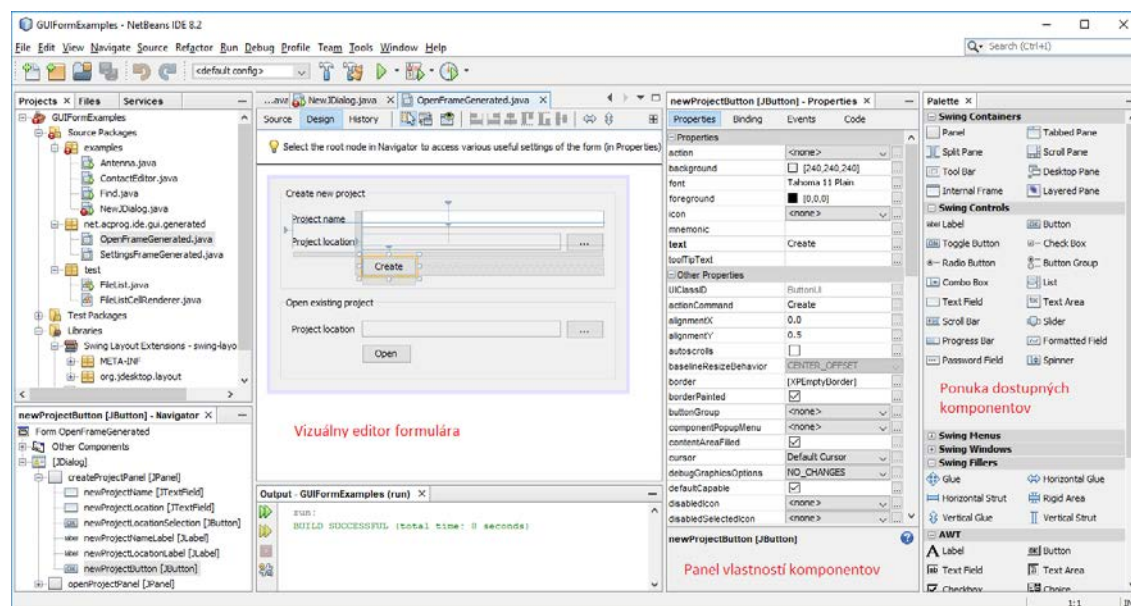 GUIFormExamples - NetBeans IDE 8.2
File Edit View Navigate Source Refactor Run Debug Profile Team Tools Window Help
Search (Ctrl+I)
<default config>
Projects Files Services
GUIFormExamples
Source Packages
examples
Antenna.java
ContactEditor.java
Find.java
NewJDialog.java
net.acprog.ide.gui.generated
OpenFrameGenerated.java
SettingsFrameGenerated.java
test
FileList.java
FileListCellRenderer.java
Test Packages
Libraries
Swing Layout Extensions - swing-layo
META-INF
org.jdesktop.layout
newProjectButton [JButton] - Navigator
Form OpenFrameGenerated
Other Components
[JDialog]
createProjectPanel [JPanel]
newProjectName [JTextField]
newProjectLocation [JTextField]
newProjectLocationSelection [JButton]
newProjectNameLabel [JLabel]
newProjectLocationLabel [JLabel]
newProjectButton [JButton]
openProjectPanel [JPanel]
...ava NewJDialog.java OpenFrameGenerated.java
Source Design History
Select the root node in Navigator to access various useful settings of the form (in Properties)
Create new project
Project name
Project location
...
Create
Open existing project
Project location
...
Open
Vizuálny editor formulára
Output - GUIFormExamples (run)
run:
BUILD SUCCESSFUL (total time: 0 seconds)
newProjectButton [JButton] - Properties
Properties Binding Events Code
Properties
action <none>
background [240,240,240]
font Tahoma 11 Plain
foreground [0,0,0]
icon <none>
mnemonic
text Create
toolTipText
Other Properties
UIClassID ButtonUI
actionCommand Create
alignmentX 0.0
alignmentY 0.5
autoscrolls
baselineResizeBehavior CENTER_OFFSET
border [XPEmptyBorder]
borderPainted
buttonGroup <none>
componentPopupMenu <none>
contentAreaFilled
cursor Default Cursor
debugGraphicsOptions NO_CHANGES
defaultCapable
disabledIcon <none>
disabledSelectedIcon <none>
newProjectButton [JButton]
Panel vlastností komponentov
Palette
Swing Containers
Panel Tabbed Pane
Split Pane Scroll Pane
Tool Bar Desktop Pane
Internal Frame Layered Pane
Swing Controls
label Label Button
Toggle Button Check Box
Radio Button Button Group
Combo Box List
Text Field Text Area
Scroll Bar Slider
Progress Bar Formatted Field
Password Field Spinner
Ponuka dostupných
komponentov
Swing Menus
Swing Windows
Swing Fillers
Glue Horizontal Glue
Horizontal Strut Rigid Area
Vertical Glue Vertical Strut
AWT
Label Button
Text Field Text Area
Checkbox Choice
1:1 IN